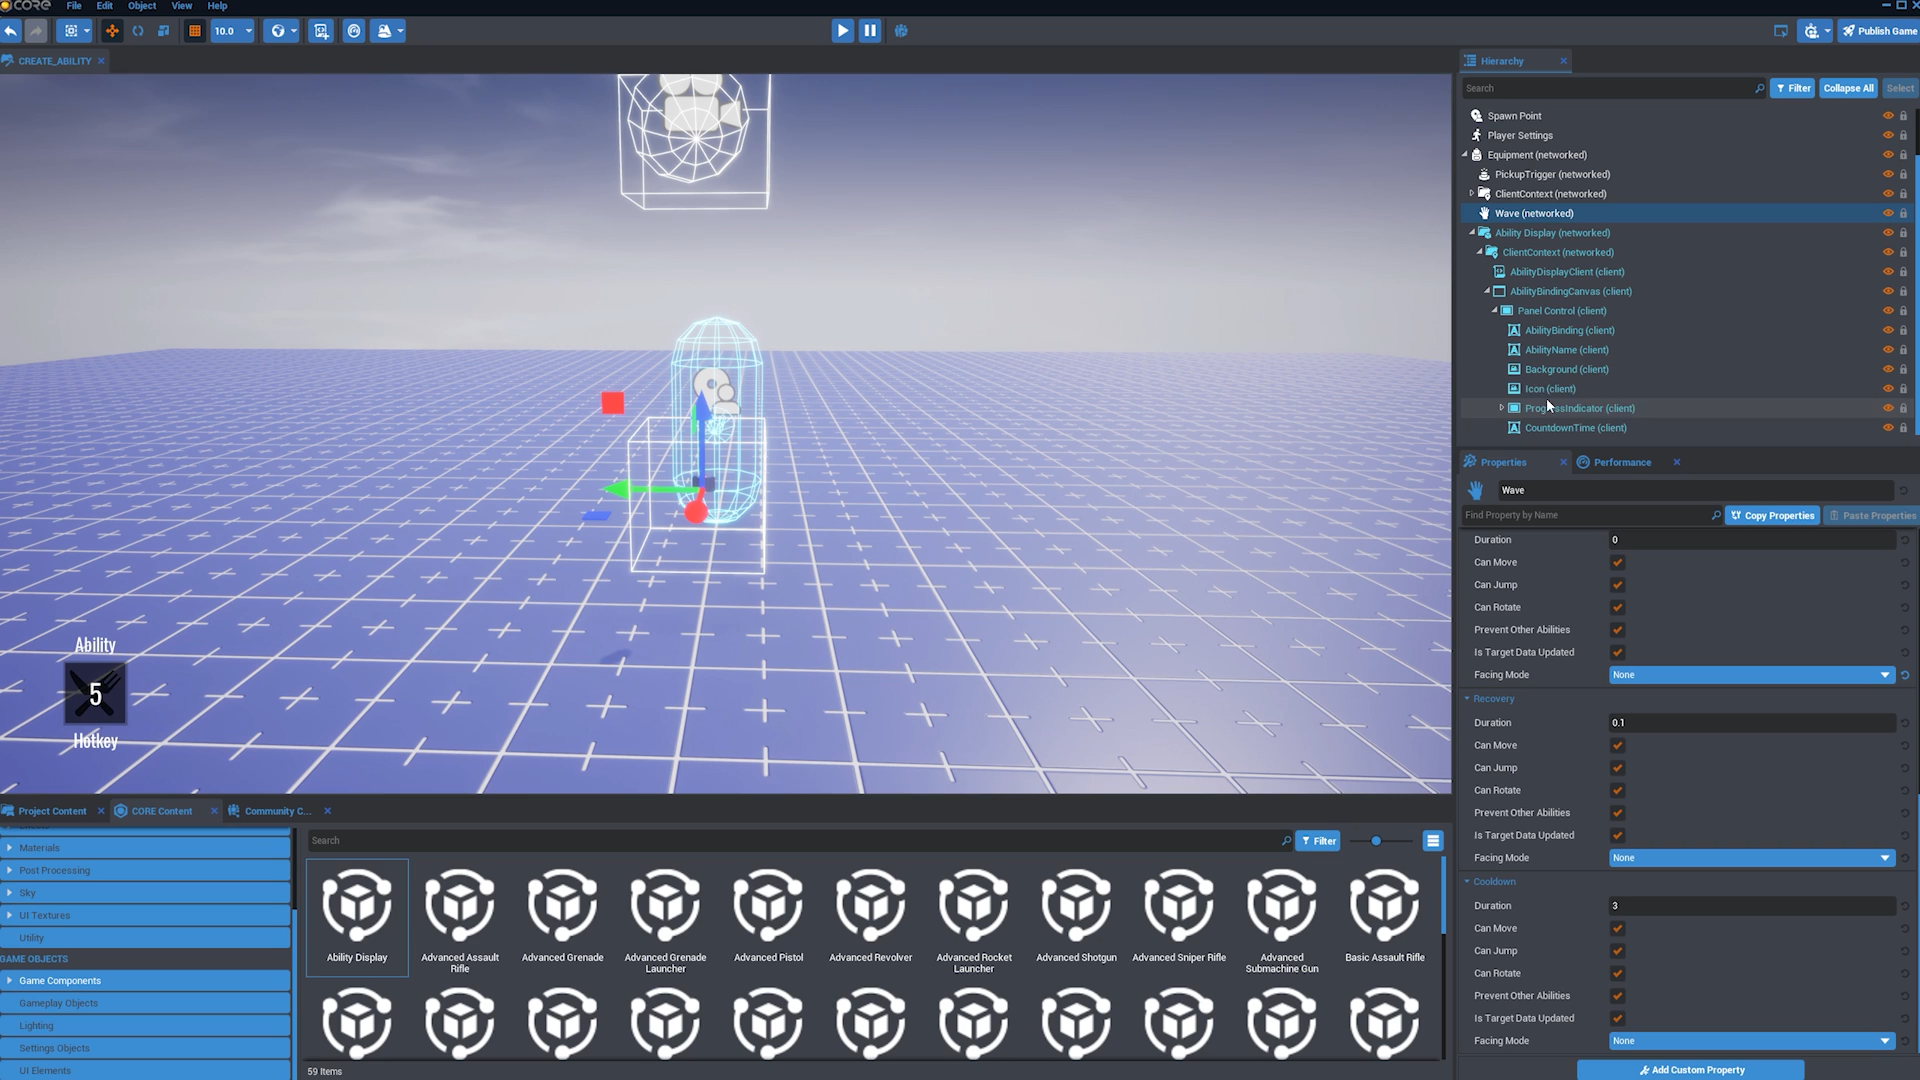 CORE
File Edit Object View Help
10.0
Publish Game
CREATE_ABILITY
Hierarchy
Search
Filter
Collapse All
Select
Spawn Point
Player Settings
Equipment (networked)
PickupTrigger (networked)
ClientContext (networked)
Wave (networked)
Ability Display (networked)
ClientContext (networked)
AbilityDisplayClient (client)
AbilityBindingCanvas (client)
Panel Control (client)
AbilityBinding (client)
AbilityName (client)
Background (client)
Icon (client)
ProgressIndicator (client)
CountdownTime (client)
Properties
Performance
Wave
Find Property by Name
Copy Properties
Paste Properties
Duration 0
Can Move
Can Jump
Can Rotate
Prevent Other Abilities
Is Target Data Updated
Facing Mode None
Recovery
Duration 0.1
Can Move
Can Jump
Can Rotate
Prevent Other Abilities
Is Target Data Updated
Facing Mode None
Cooldown
Duration 3
Can Move
Can Jump
Can Rotate
Prevent Other Abilities
Is Target Data Updated
Facing Mode None
Add Custom Property
Ability
5
Hotkey
Project Content
CORE Content
Community C...
Materials
Post Processing
Sky
UI Textures
Utility
GAME OBJECTS
Game Components
Gameplay Objects
Lighting
Settings Objects
UI Elements
Search
Filter
Ability Display
Advanced Assault
Rifle
Advanced Grenade
Advanced Grenade
Launcher
Advanced Pistol
Advanced Revolver
Advanced Rocket
Launcher
Advanced Shotgun
Advanced Sniper Rifle
Advanced
Submachine Gun
Basic Assault Rifle
59 Items